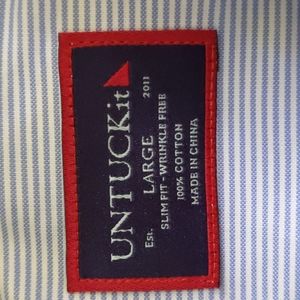 UNTUCKit
Est. LARGE 2011
SLIM FIT - WRINKLE FREE
100% COTTON
MADE IN CHINA